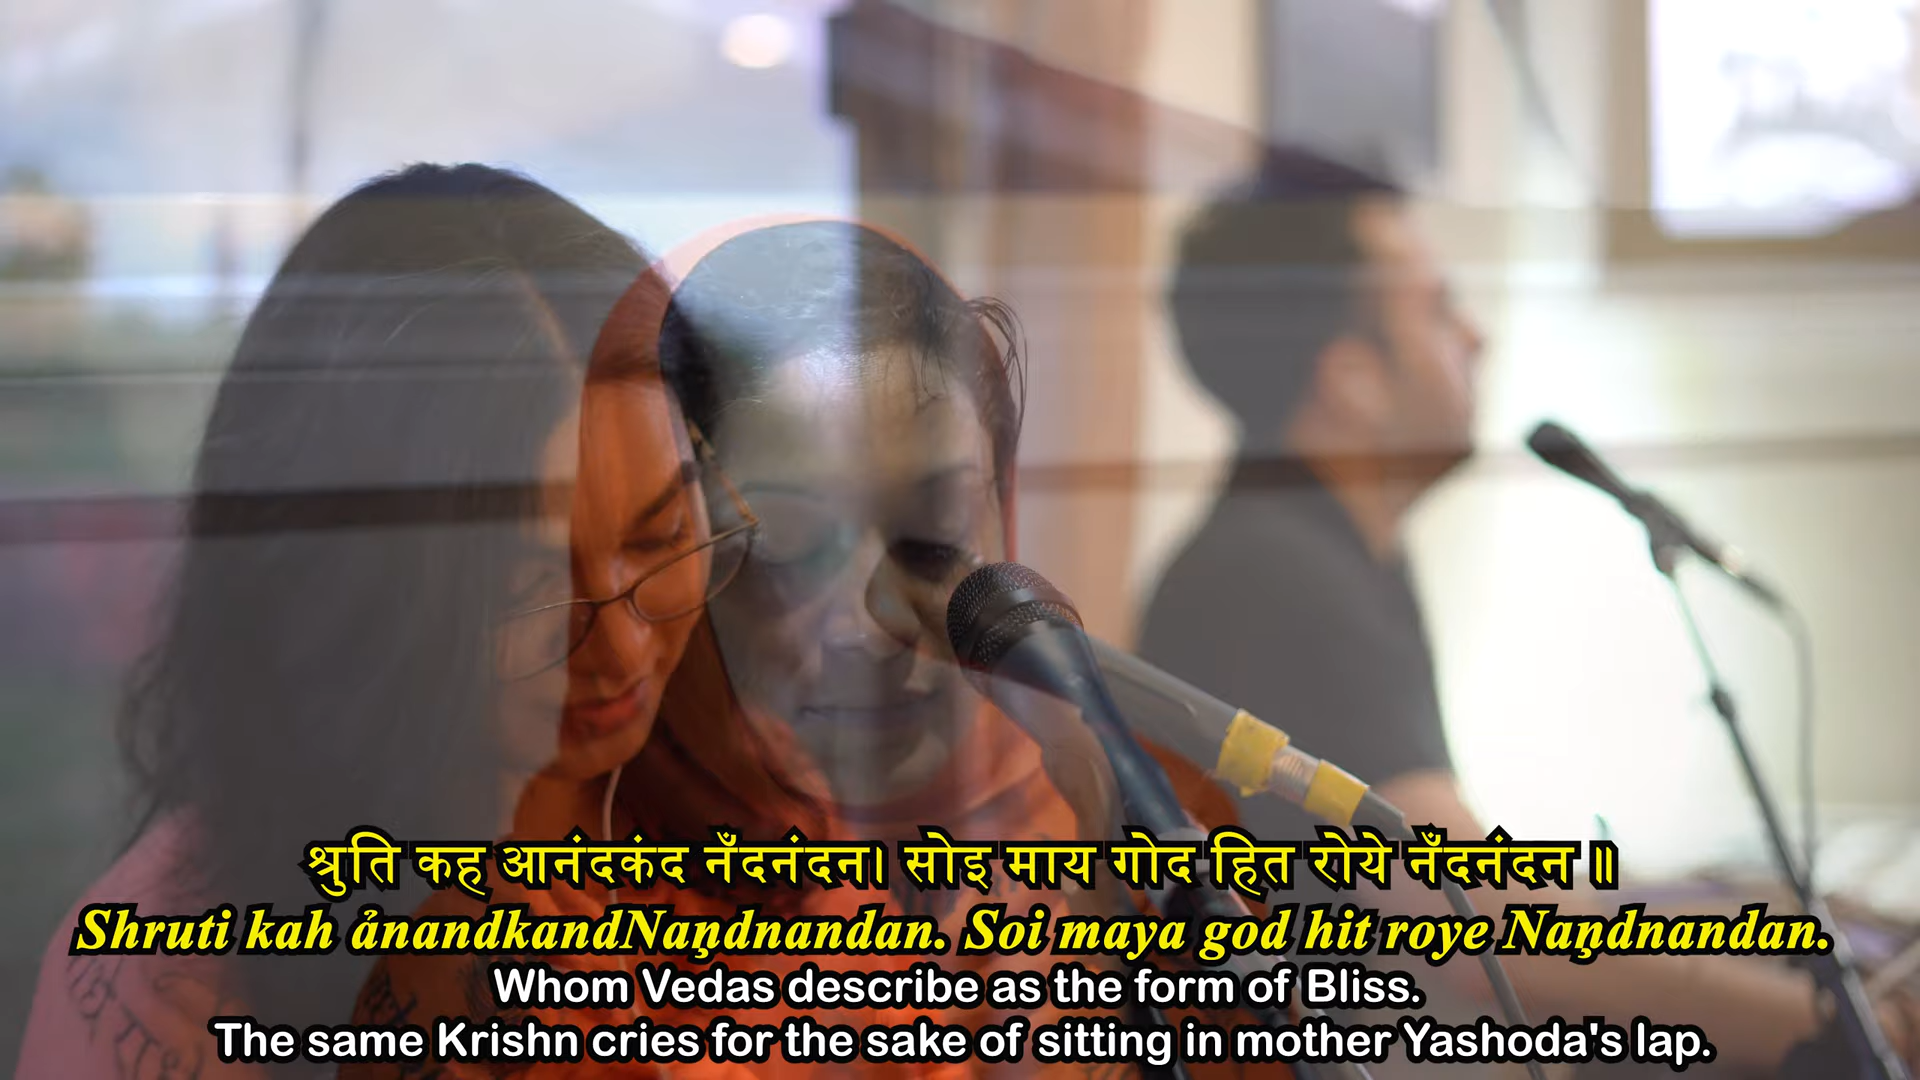 श्रुति कह आनंदकंद नँदनंदन। सोइ माय गोद हित रोये नँदनंदन ॥
Shruti kah ảnandkandNaņdnandan. Soi maya god hit roye Naņdnandan.
Whom Vedas describe as the form of Bliss.
The same Krishn cries for the sake of sitting in mother Yashoda's lap.